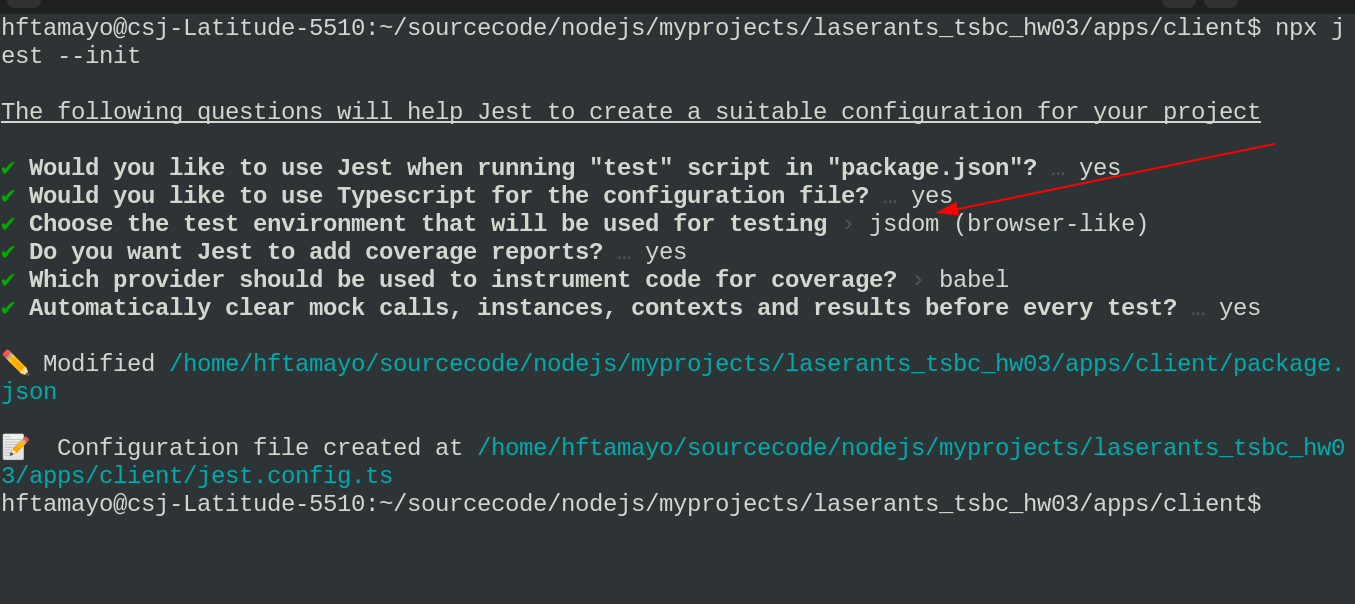 hftamayo@csj-Latitude-5510:~/sourcecode/nodejs/myprojects/laserants_tsbc_hw03/apps/client$ npx j
est --init
The following questions will help Jest to create a suitable configuration for your project
✔ Would you like to use Jest when running "test" script in "package.json"? … yes
✔ Would you like to use Typescript for the configuration file? … yes
✔ Choose the test environment that will be used for testing › jsdom (browser-like)
✔ Do you want Jest to add coverage reports? … yes
✔ Which provider should be used to instrument code for coverage? › babel
✔ Automatically clear mock calls, instances, contexts and results before every test? … yes
✏️ Modified /home/hftamayo/sourcecode/nodejs/myprojects/laserants_tsbc_hw03/apps/client/package.
json
📝 Configuration file created at /home/hftamayo/sourcecode/nodejs/myprojects/laserants_tsbc_hw0
3/apps/client/jest.config.ts
hftamayo@csj-Latitude-5510:~/sourcecode/nodejs/myprojects/laserants_tsbc_hw03/apps/client$